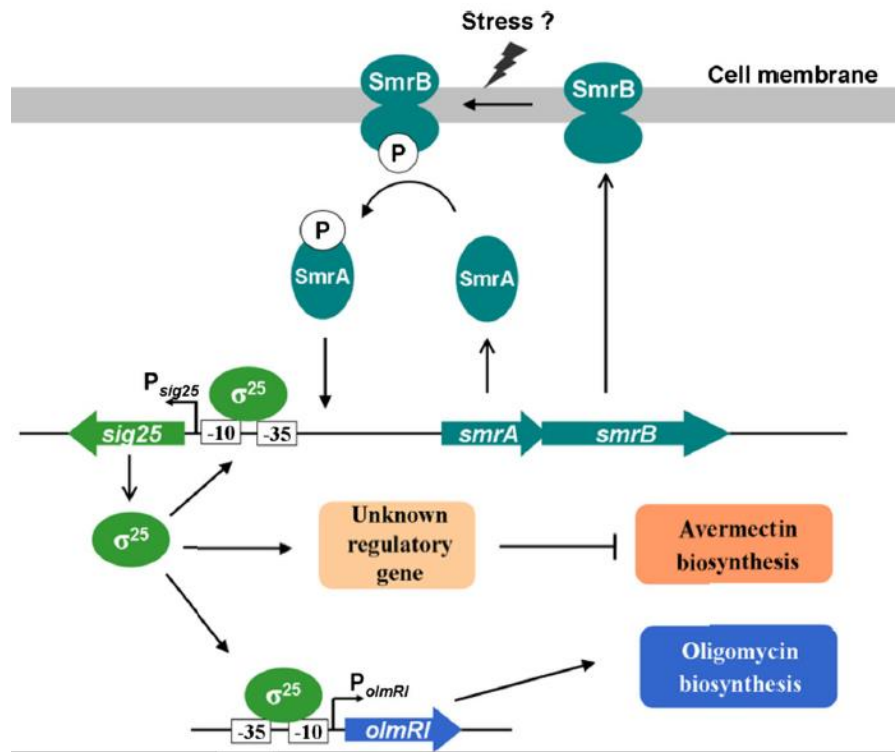 Stress ?
Cell membrane
SmrB
SmrB
P
P
SmrA
SmrA
Psig25
σ25
-10
-35
sig25
smrA
smrB
σ25
Unknown
regulatory
gene
Avermectin
biosynthesis
Oligomycin
biosynthesis
σ25
PolmRI
-35
-10
olmRI